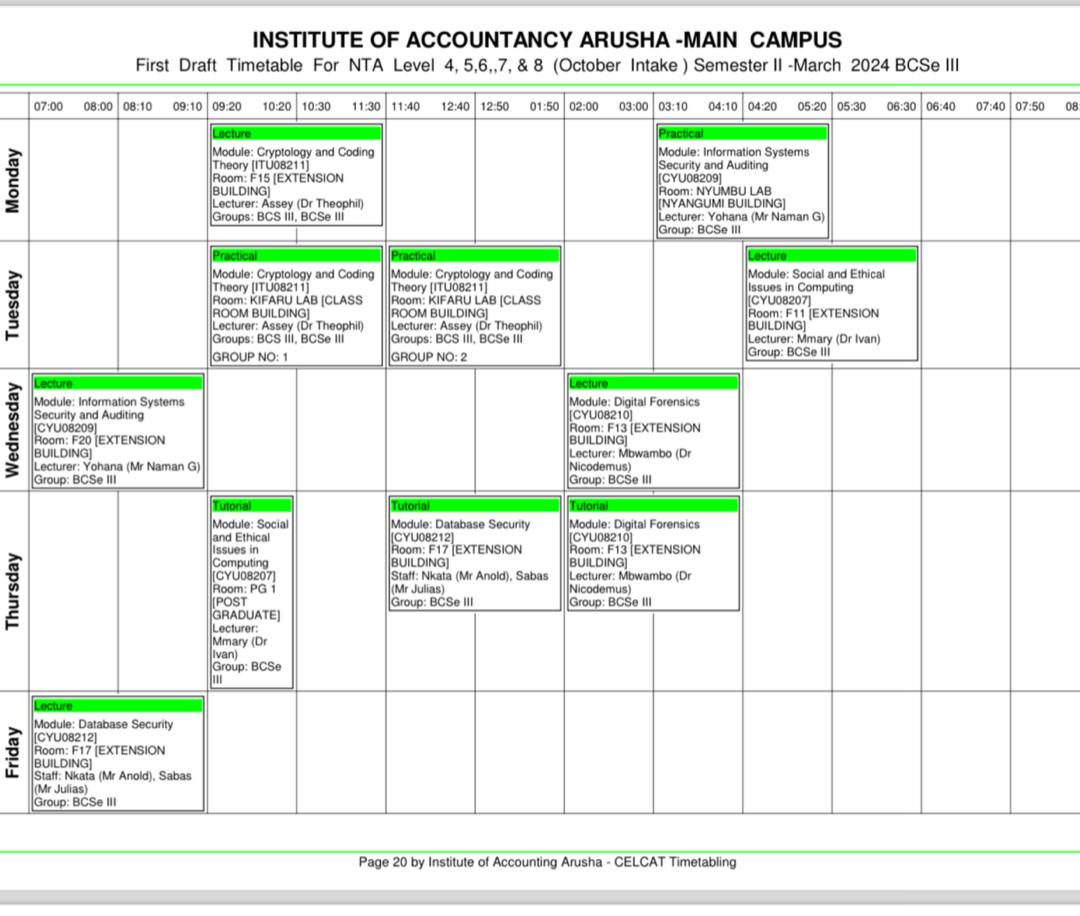 INSTITUTE OF ACCOUNTANCY ARUSHA -MAIN CAMPUS
First Draft Timetable For NTA Level 4, 5,6,,7, & 8 (October Intake ) Semester II -March 2024 BCSe III
07:00 08:00 08:10 09:10 09:20 10:20 10:30 11:30 11:40 12:40 12:50 01:50 02:00 03:00 03:10 04:10 04:20 05:20 05:30 06:30 06:40 07:40 07:50 08:
Monday
Lecture
Module: Cryptology and Coding
Theory [ITU08211]
Room: F15 [EXTENSION
BUILDING]
Lecturer: Assey (Dr Theophil)
Groups: BCS III, BCSe III
Practical
Module: Information Systems
Security and Auditing
[CYU08209]
Room: NYUMBU LAB
[NYANGUMI BUILDING]
Lecturer: Yohana (Mr Naman G)
Group: BCSe III
Tuesday
Practical
Module: Cryptology and Coding
Theory [ITU08211]
Room: KIFARU LAB [CLASS
ROOM BUILDING]
Lecturer: Assey (Dr Theophil)
Groups: BCS III, BCSe III
GROUP NO: 1
Practical
Module: Cryptology and Coding
Theory [ITU08211]
Room: KIFARU LAB [CLASS
ROOM BUILDING]
Lecturer: Assey (Dr Theophil)
Groups: BCS III, BCSe III
GROUP NO: 2
Lecture
Module: Social and Ethical
Issues in Computing
[CYU08207]
Room: F11 [EXTENSION
BUILDING]
Lecturer: Mmary (Dr Ivan)
Group: BCSe III
Wednesday
Lecture
Module: Information Systems
Security and Auditing
[CYU08209]
Room: F20 [EXTENSION
BUILDING]
Lecturer: Yohana (Mr Naman G)
Group: BCSe III
Lecture
Module: Digital Forensics
[CYU08210]
Room: F13 [EXTENSION
BUILDING]
Lecturer: Mbwambo (Dr
Nicodemus)
Group: BCSe III
Thursday
Tutorial
Module: Social
and Ethical
Issues in
Computing
[CYU08207]
Room: PG 1
[POST
GRADUATE]
Lecturer:
Mmary (Dr
Ivan)
Group: BCSe
III
Tutorial
Module: Database Security
[CYU08212]
Room: F17 [EXTENSION
BUILDING]
Staff: Nkata (Mr Anold), Sabas
(Mr Julias)
Group: BCSe III
Tutorial
Module: Digital Forensics
[CYU08210]
Room: F13 [EXTENSION
BUILDING]
Lecturer: Mbwambo (Dr
Nicodemus)
Group: BCSe III
Friday
Lecture
Module: Database Security
[CYU08212]
Room: F17 [EXTENSION
BUILDING]
Staff: Nkata (Mr Anold), Sabas
(Mr Julias)
Group: BCSe III
Page 20 by Institute of Accounting Arusha - CELCAT Timetabling